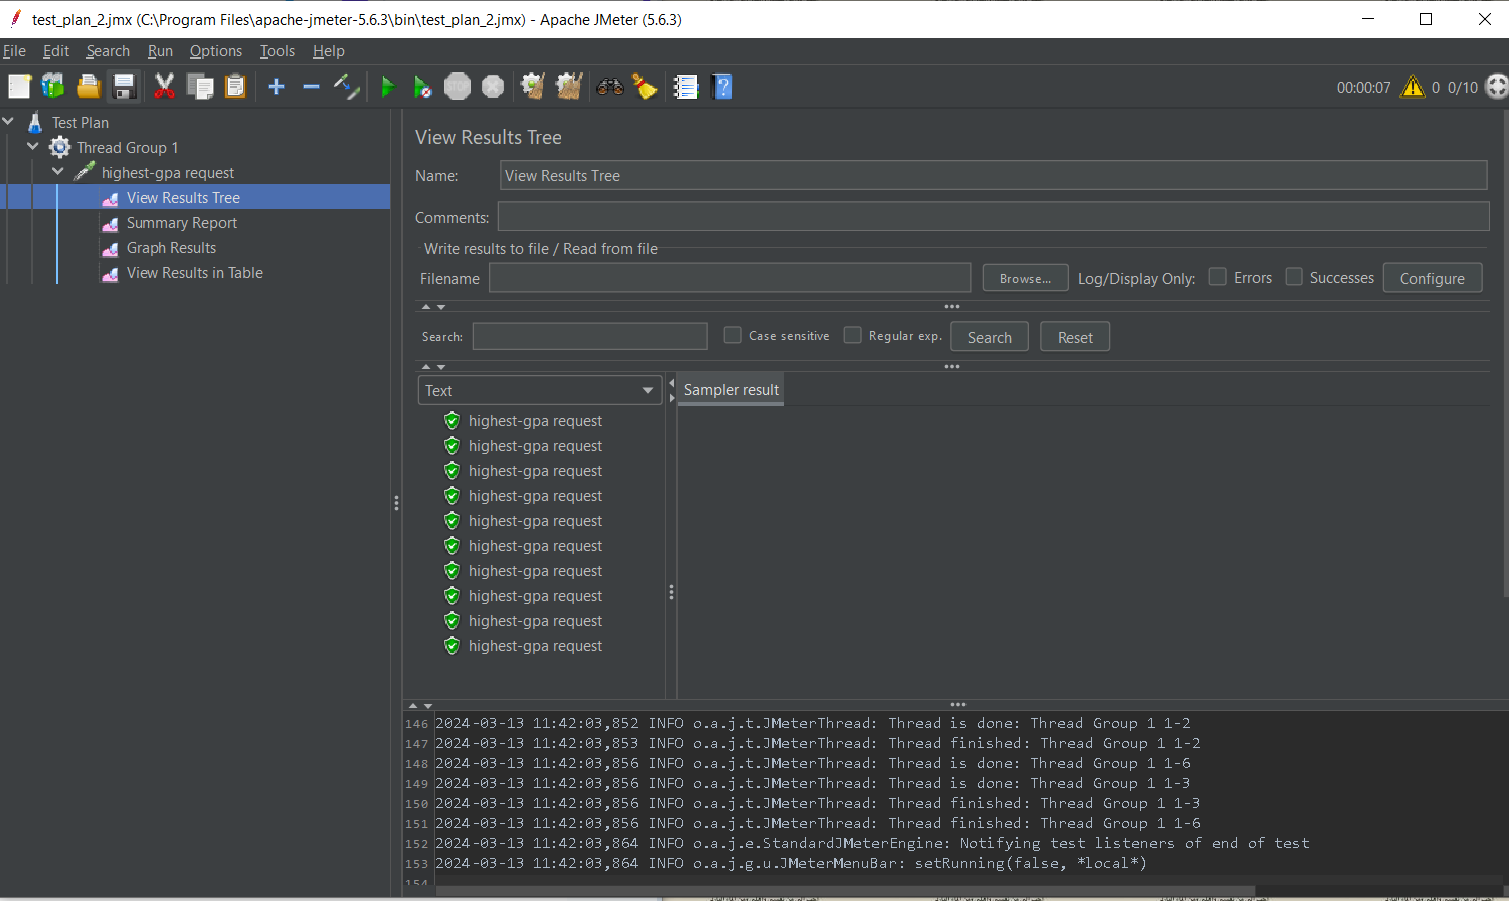 test_plan_2.jmx (C:\Program Files\apache-jmeter-5.6.3\bin\test_plan_2.jmx) - Apache JMeter (5.6.3)
File Edit Search Run Options Tools Help
STOP
00:00:07 0 0/10
Test Plan
Thread Group 1
highest-gpa request
View Results Tree
Summary Report
Graph Results
View Results in Table
View Results Tree
Name: View Results Tree
Comments:
Write results to file / Read from file
Filename Browse... Log/Display Only: Errors Successes Configure
Search: Case sensitive Regular exp. Search Reset
Text
Sampler result
highest-gpa request
highest-gpa request
highest-gpa request
highest-gpa request
highest-gpa request
highest-gpa request
highest-gpa request
highest-gpa request
highest-gpa request
highest-gpa request
146 2024-03-13 11:42:03,852 INFO o.a.j.t.JMeterThread: Thread is done: Thread Group 1 1-2
147 2024-03-13 11:42:03,853 INFO o.a.j.t.JMeterThread: Thread finished: Thread Group 1 1-2
148 2024-03-13 11:42:03,856 INFO o.a.j.t.JMeterThread: Thread is done: Thread Group 1 1-6
149 2024-03-13 11:42:03,856 INFO o.a.j.t.JMeterThread: Thread is done: Thread Group 1 1-3
150 2024-03-13 11:42:03,856 INFO o.a.j.t.JMeterThread: Thread finished: Thread Group 1 1-3
151 2024-03-13 11:42:03,856 INFO o.a.j.t.JMeterThread: Thread finished: Thread Group 1 1-6
152 2024-03-13 11:42:03,864 INFO o.a.j.e.StandardJMeterEngine: Notifying test listeners of end of test
153 2024-03-13 11:42:03,864 INFO o.a.j.g.u.JMeterMenuBar: setRunning(false, *local*)
154